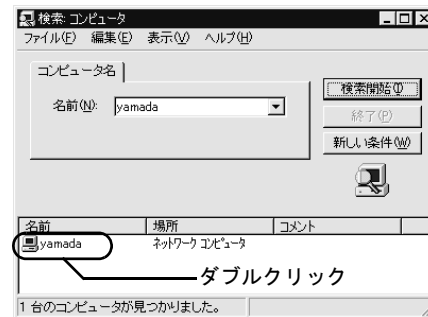 検索: コンピュータ
ファイル(F) 編集(E) 表示(V) ヘルプ(H)
コンピュータ名
名前(N): yamada
検索開始(I)
終了(P)
新しい条件(W)
名前 場所 コメント
yamada ネットワーク コンピュータ
ダブルクリック
1 台のコンピュータが見つかりました。